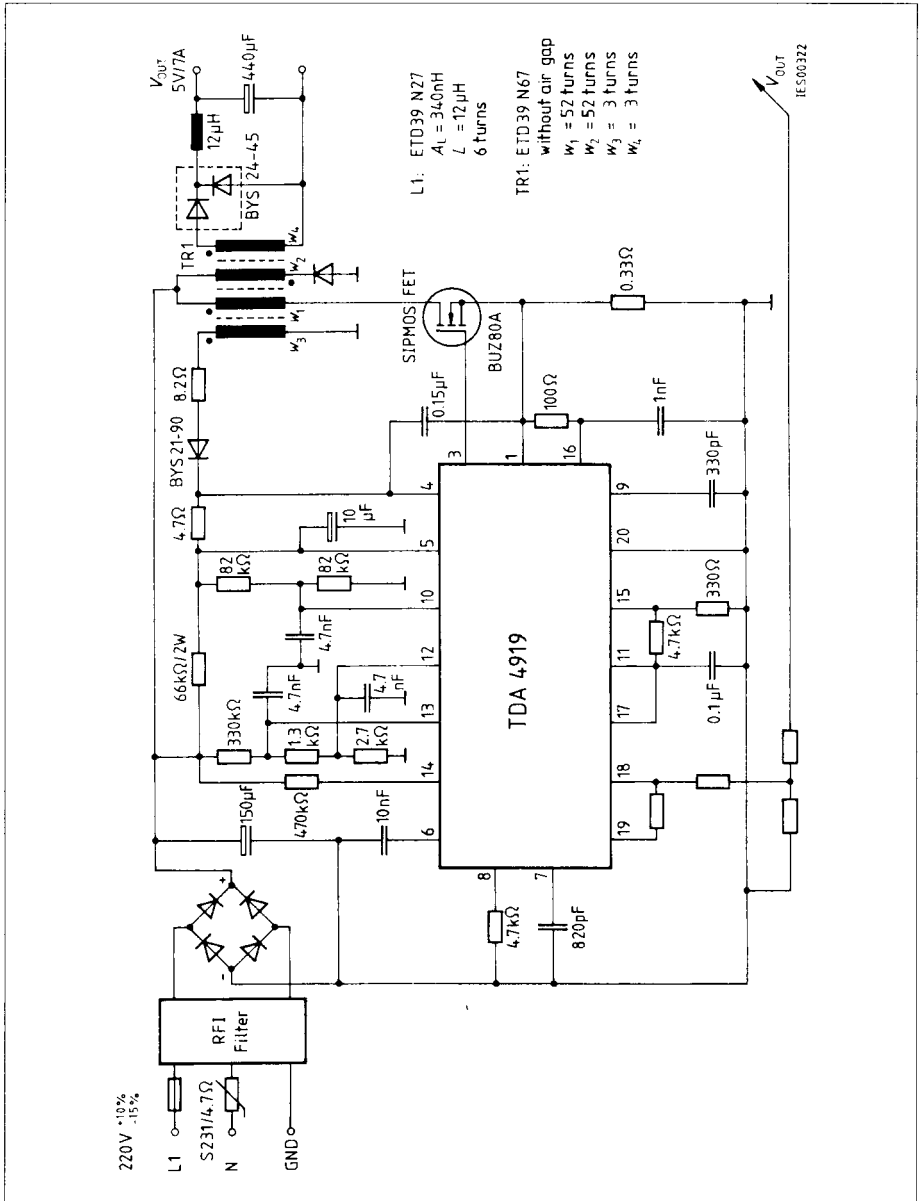 220V +10%
-15%
L1
S231/4.7Ω
N
GND
RFI
Filter
+
-
150µF
470kΩ
10nF
330kΩ
1.3
kΩ
2.7
kΩ
66kΩ/2W
4.7nF
4.7
nF
4.7nF
82
kΩ
82
kΩ
4.7Ω
10
µF
BYS 21-90
8.2Ω
0.15µF
TR1
w3
w1
w2
w4
BYS 24-45
12µH
VOUT
5V/7A
440µF
SIPMOS FET
BUZ80A
L1: ETD39 N27
AL = 340nH
L = 12µH
6 turns
TR1: ETD39 N67
without air gap
w1 = 52 turns
w2 = 52 turns
w3 = 3 turns
w4 = 3 turns
6
14
13
12
10
5
4
3
8
7
TDA 4919
1
16
19
18
17
11
15
20
9
4.7kΩ
820pF
4.7kΩ
0.1µF
330Ω
330pF
100Ω
1nF
0.33Ω
VOUT
IES00322